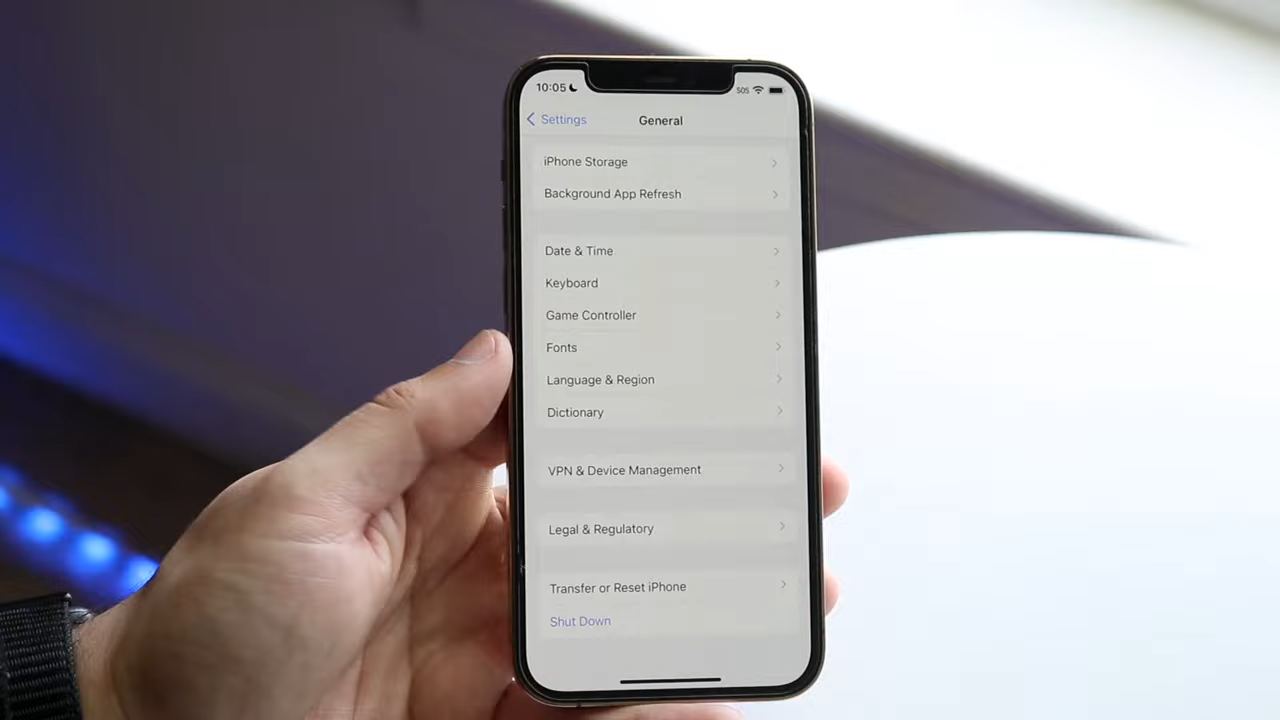 10:05 SOS
Settings General
iPhone Storage
Background App Refresh
Date & Time
Keyboard
Game Controller
Fonts
Language & Region
Dictionary
VPN & Device Management
Legal & Regulatory
Transfer or Reset iPhone
Shut Down